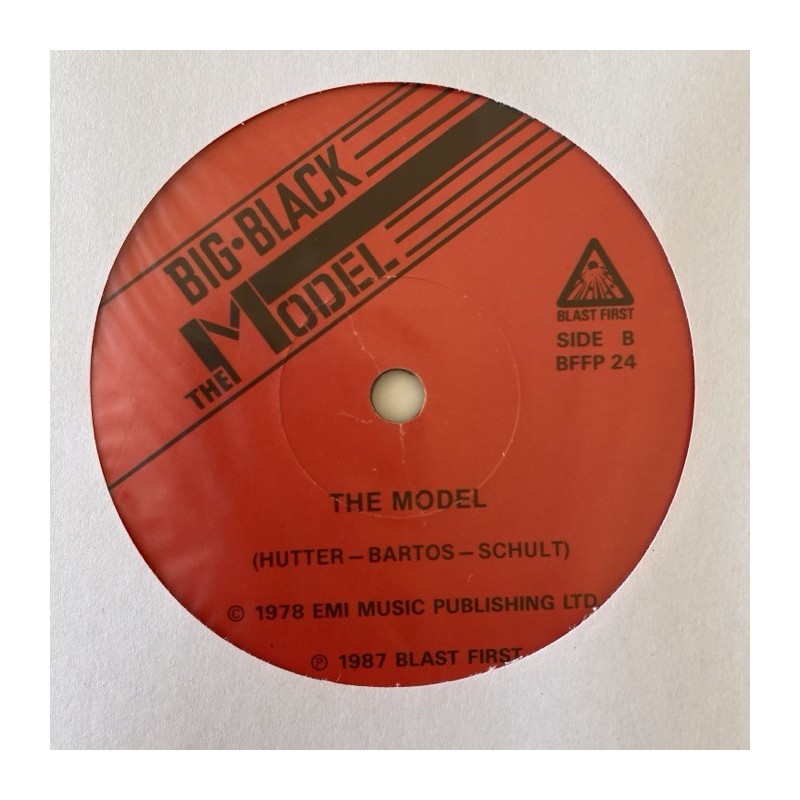 BIG•BLACK
THE MODEL
BLAST FIRST
SIDE B
BFFP 24
THE MODEL
(HUTTER – BARTOS – SCHULT)
© 1978 EMI MUSIC PUBLISHING LTD
℗ 1987 BLAST FIRST